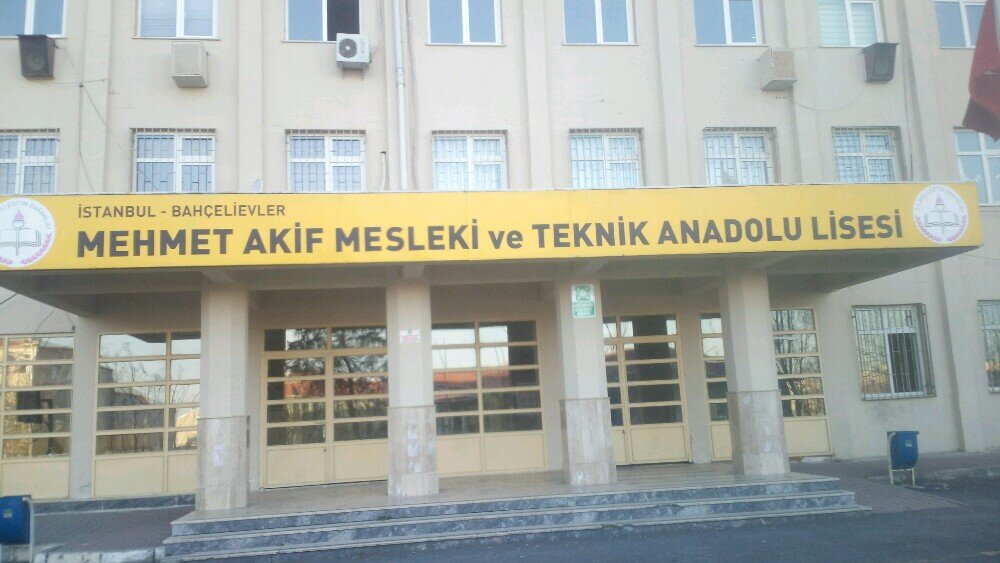 İSTANBUL - BAHÇELİEVLER
MEHMET AKİF MESLEKİ ve TEKNİK ANADOLU LİSESİ